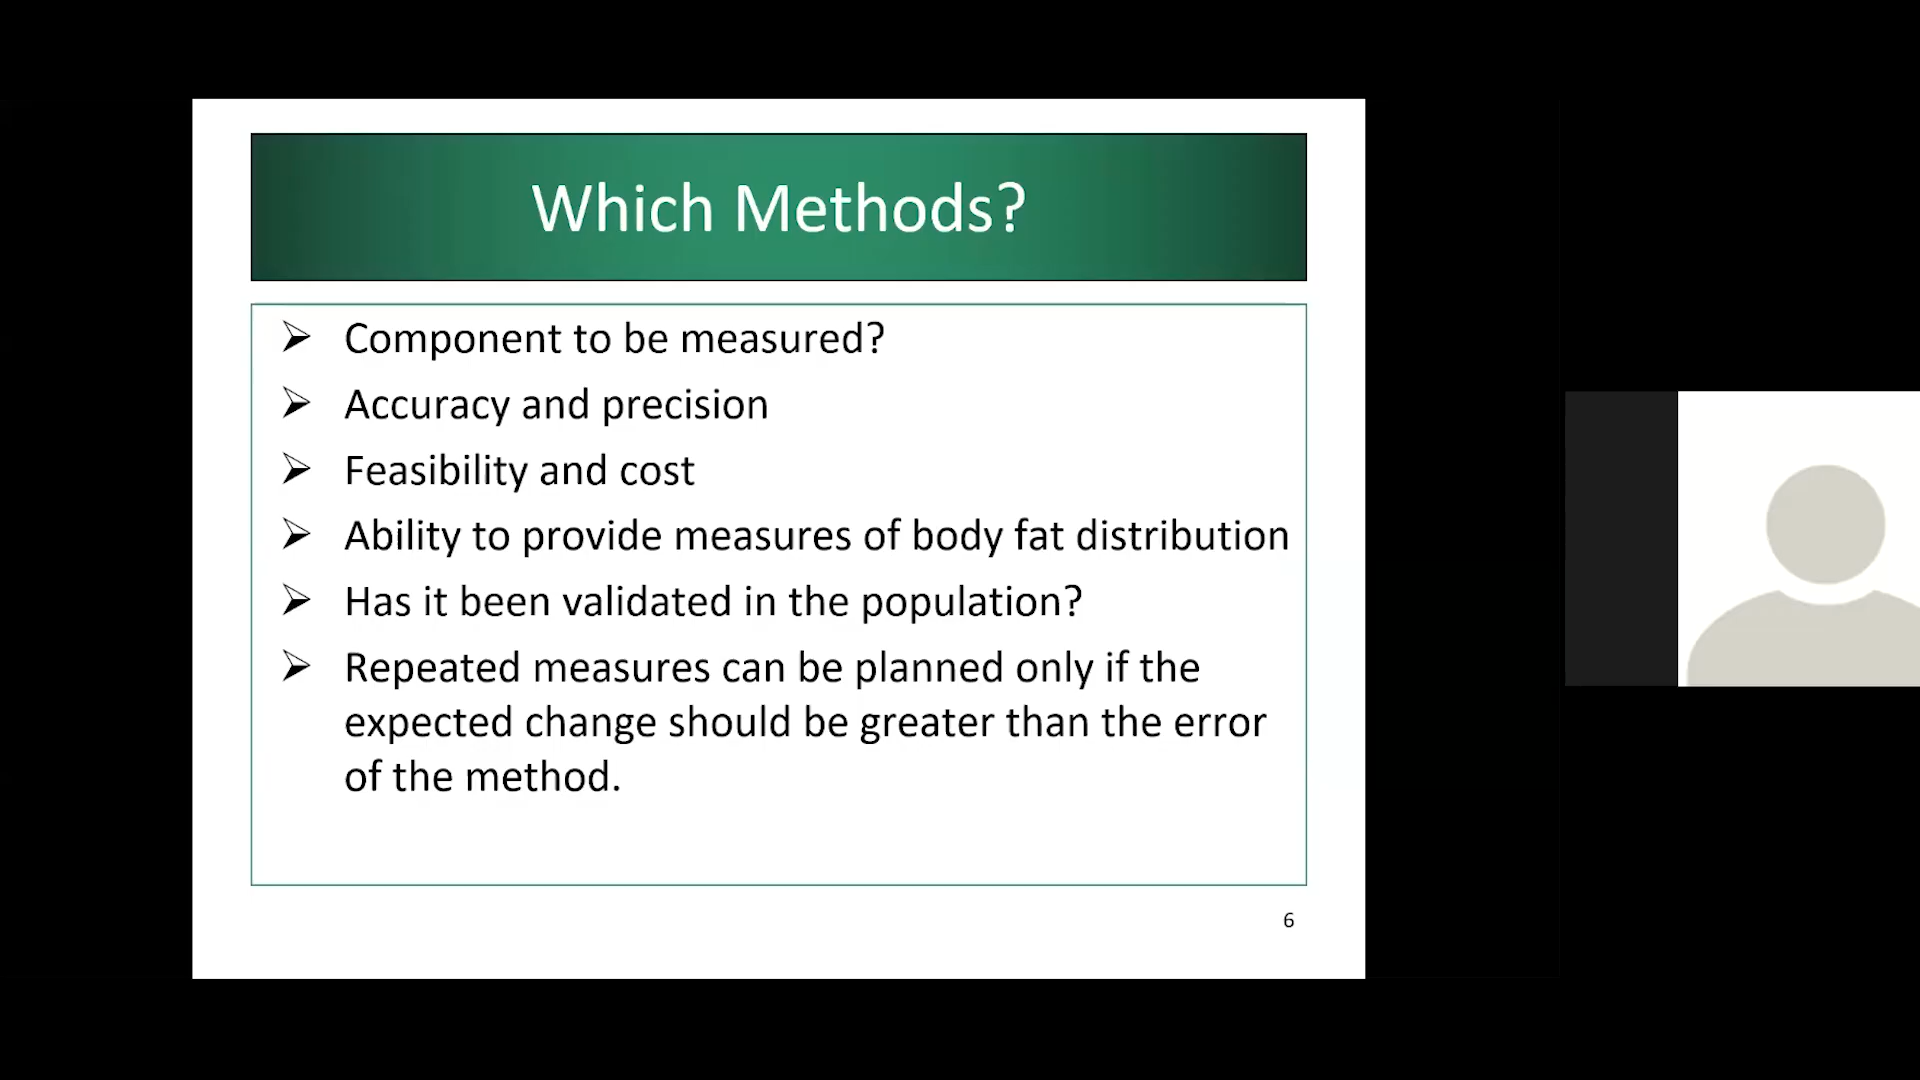 Which Methods?
➢ Component to be measured?
➢ Accuracy and precision
➢ Feasibility and cost
➢ Ability to provide measures of body fat distribution
➢ Has it been validated in the population?
➢ Repeated measures can be planned only if the
expected change should be greater than the error
of the method.
6